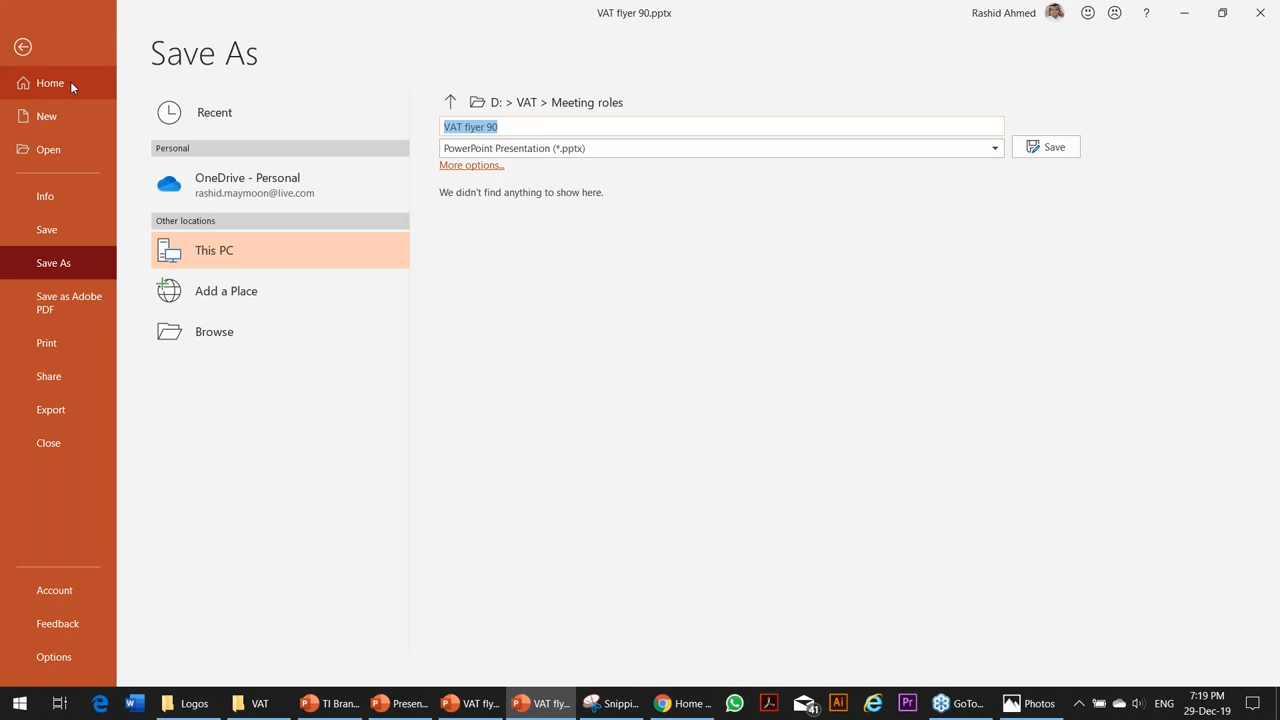 VAT flyer 90.pptx
Rashid Ahmed
?
Save As
Home
New
Open
Info
Save
Save As
Save as Adobe
PDF
Print
Share
Export
Close
Account
Feedback
Options
Recent
Personal
OneDrive - Personal
rashid.maymoon@live.com
Other locations
This PC
Add a Place
Browse
D: > VAT > Meeting roles
VAT flyer 90
PowerPoint Presentation (*.pptx)
Save
More options...
We didn't find anything to show here.
Logos
VAT
TI Bran...
Presen...
VAT fly...
VAT fly...
Snippi...
Home ...
41
Ai
Pr
GoTo...
Photos
ENG
7:19 PM
29-Dec-19